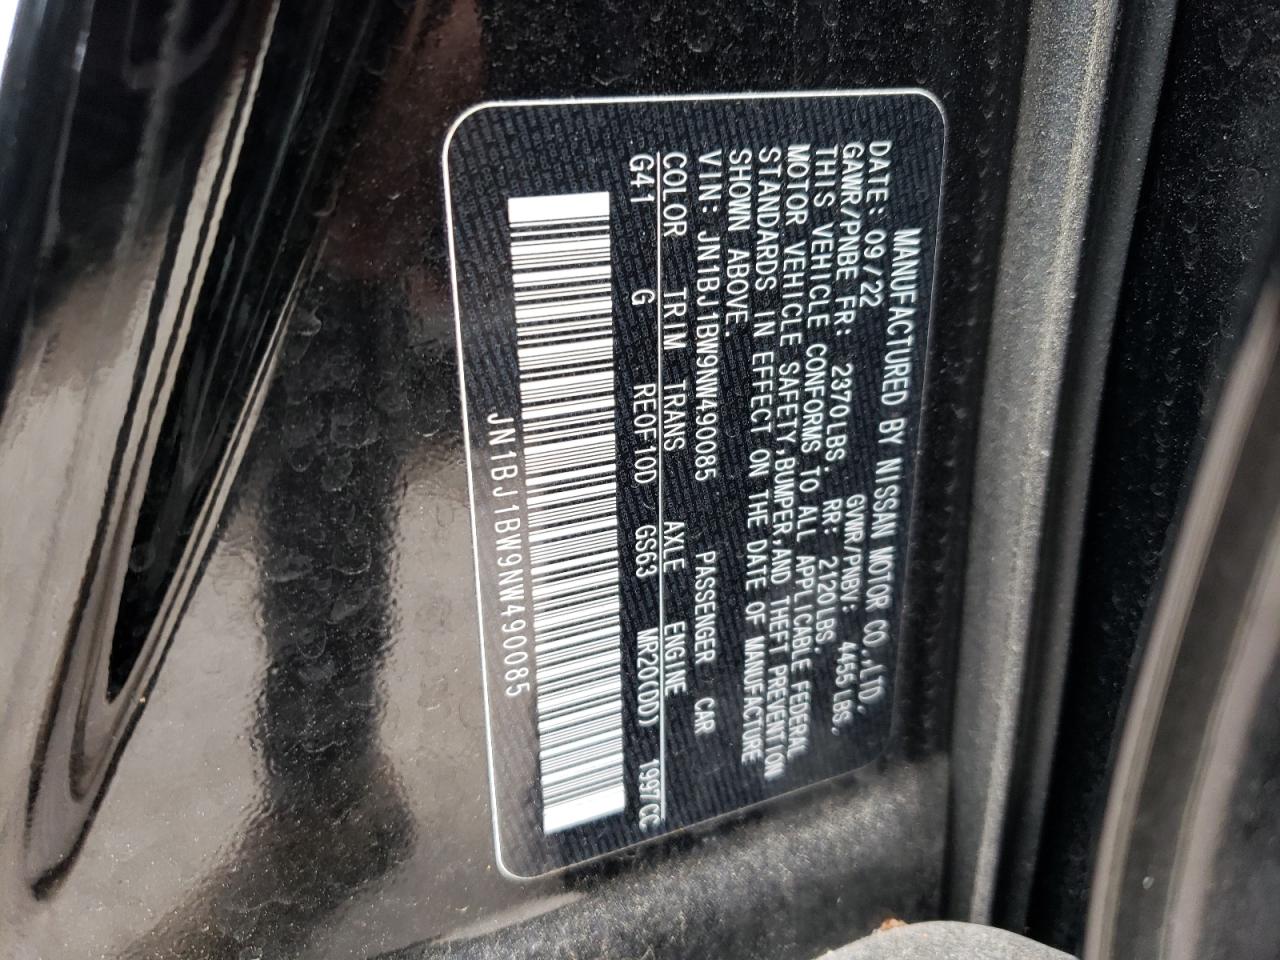 MANUFACTURED BY NISSAN MOTOR CO.,LTD.
DATE: 09/22 GVWR/PNBV: 4455 LBS,
GAWR/PNBE FR: 2370LBS. RR: 2120LBS.
THIS VEHICLE CONFORMS TO ALL APPLICABLE FEDERAL
MOTOR VEHICLE SAFETY,BUMPER,AND THEFT PREVENTION
STANDARDS IN EFFECT ON THE DATE OF MANUFACTURE
SHOWN ABOVE.
VIN: JN1BJ1BW9NW490085 PASSENGER CAR
COLOR TRIM TRANS AXLE ENGINE
G41 G RE0F10D GS63 MR20(DD) 1997CC
JN1BJ1BW9NW490085